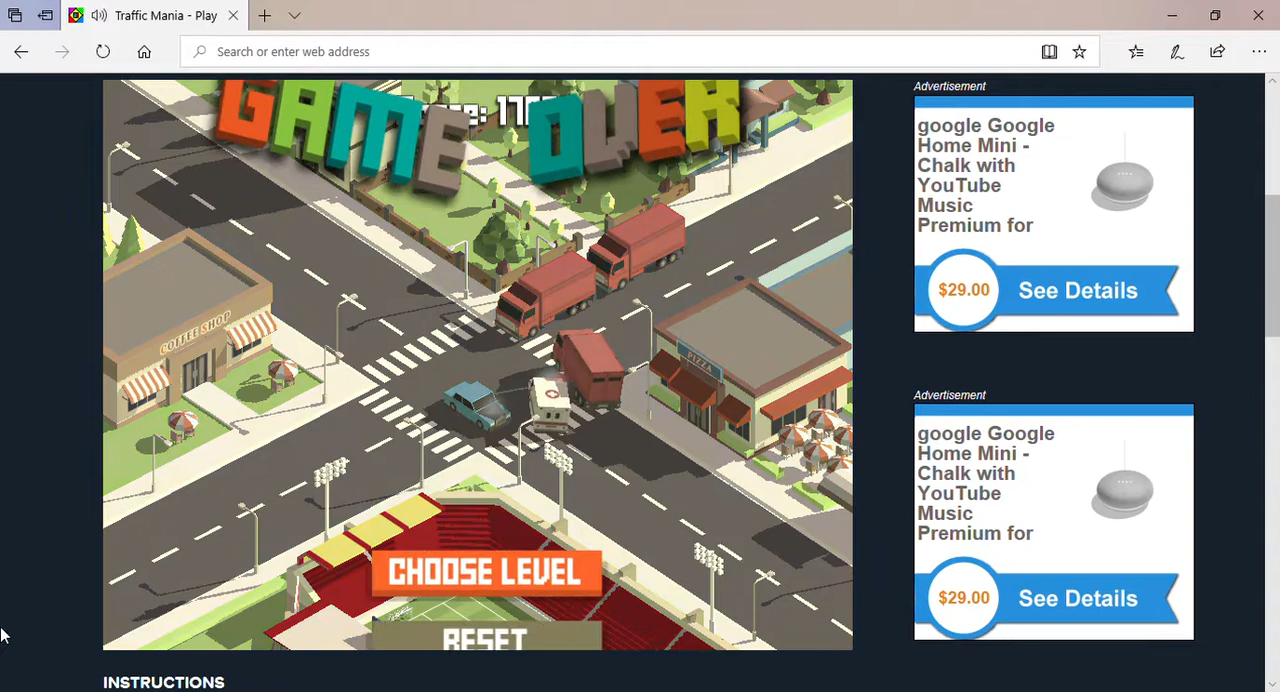 Traffic Mania - Play
Search or enter web address
GAME OVER
COFFEE SHOP
PIZZA
CHOOSE LEVEL
RESET
INSTRUCTIONS
Advertisement
google Google
Home Mini -
Chalk with
YouTube
Music
Premium for
$29.00
See Details
Advertisement
google Google
Home Mini -
Chalk with
YouTube
Music
Premium for
$29.00
See Details